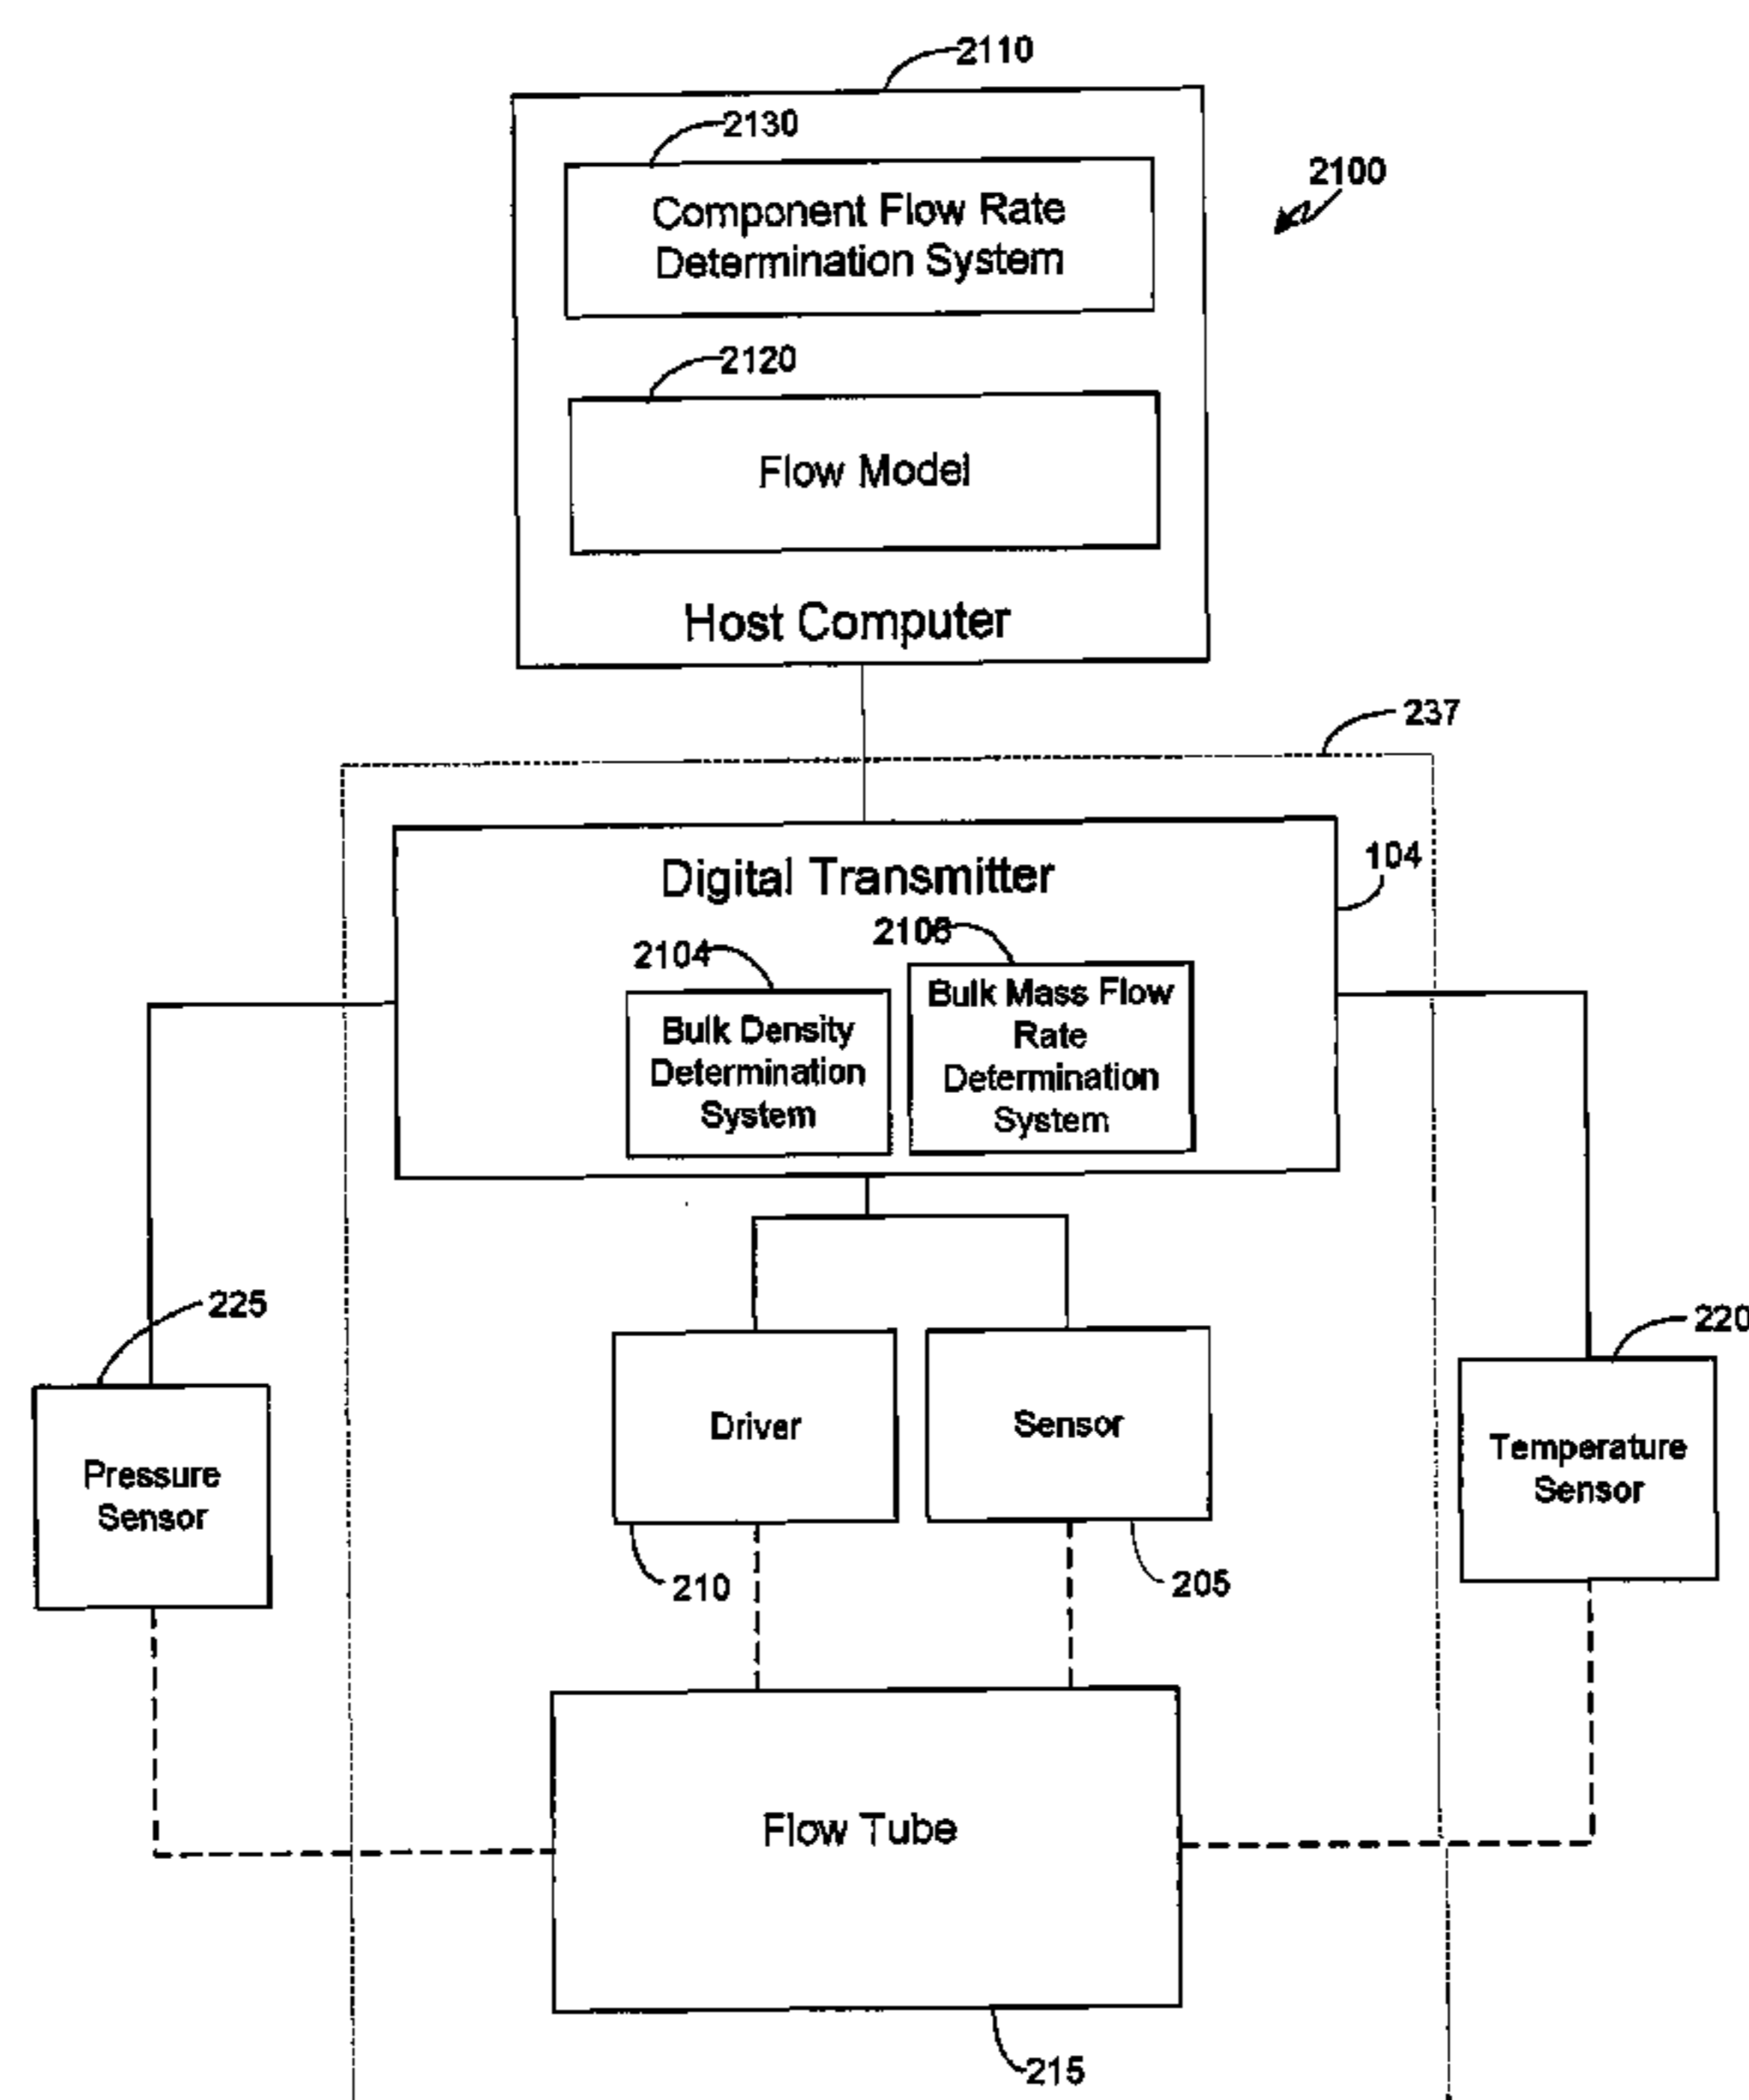 2110
2130
2100
Component Flow Rate
Determination System
2120
Flow Model
Host Computer
237
104
Digital Transmitter
2106
2104
Bulk Mass Flow
Rate
Determination
System
Bulk Density
Determination
System
225
220
Driver
Sensor
Pressure
Sensor
Temperature
Sensor
210
205
Flow Tube
215